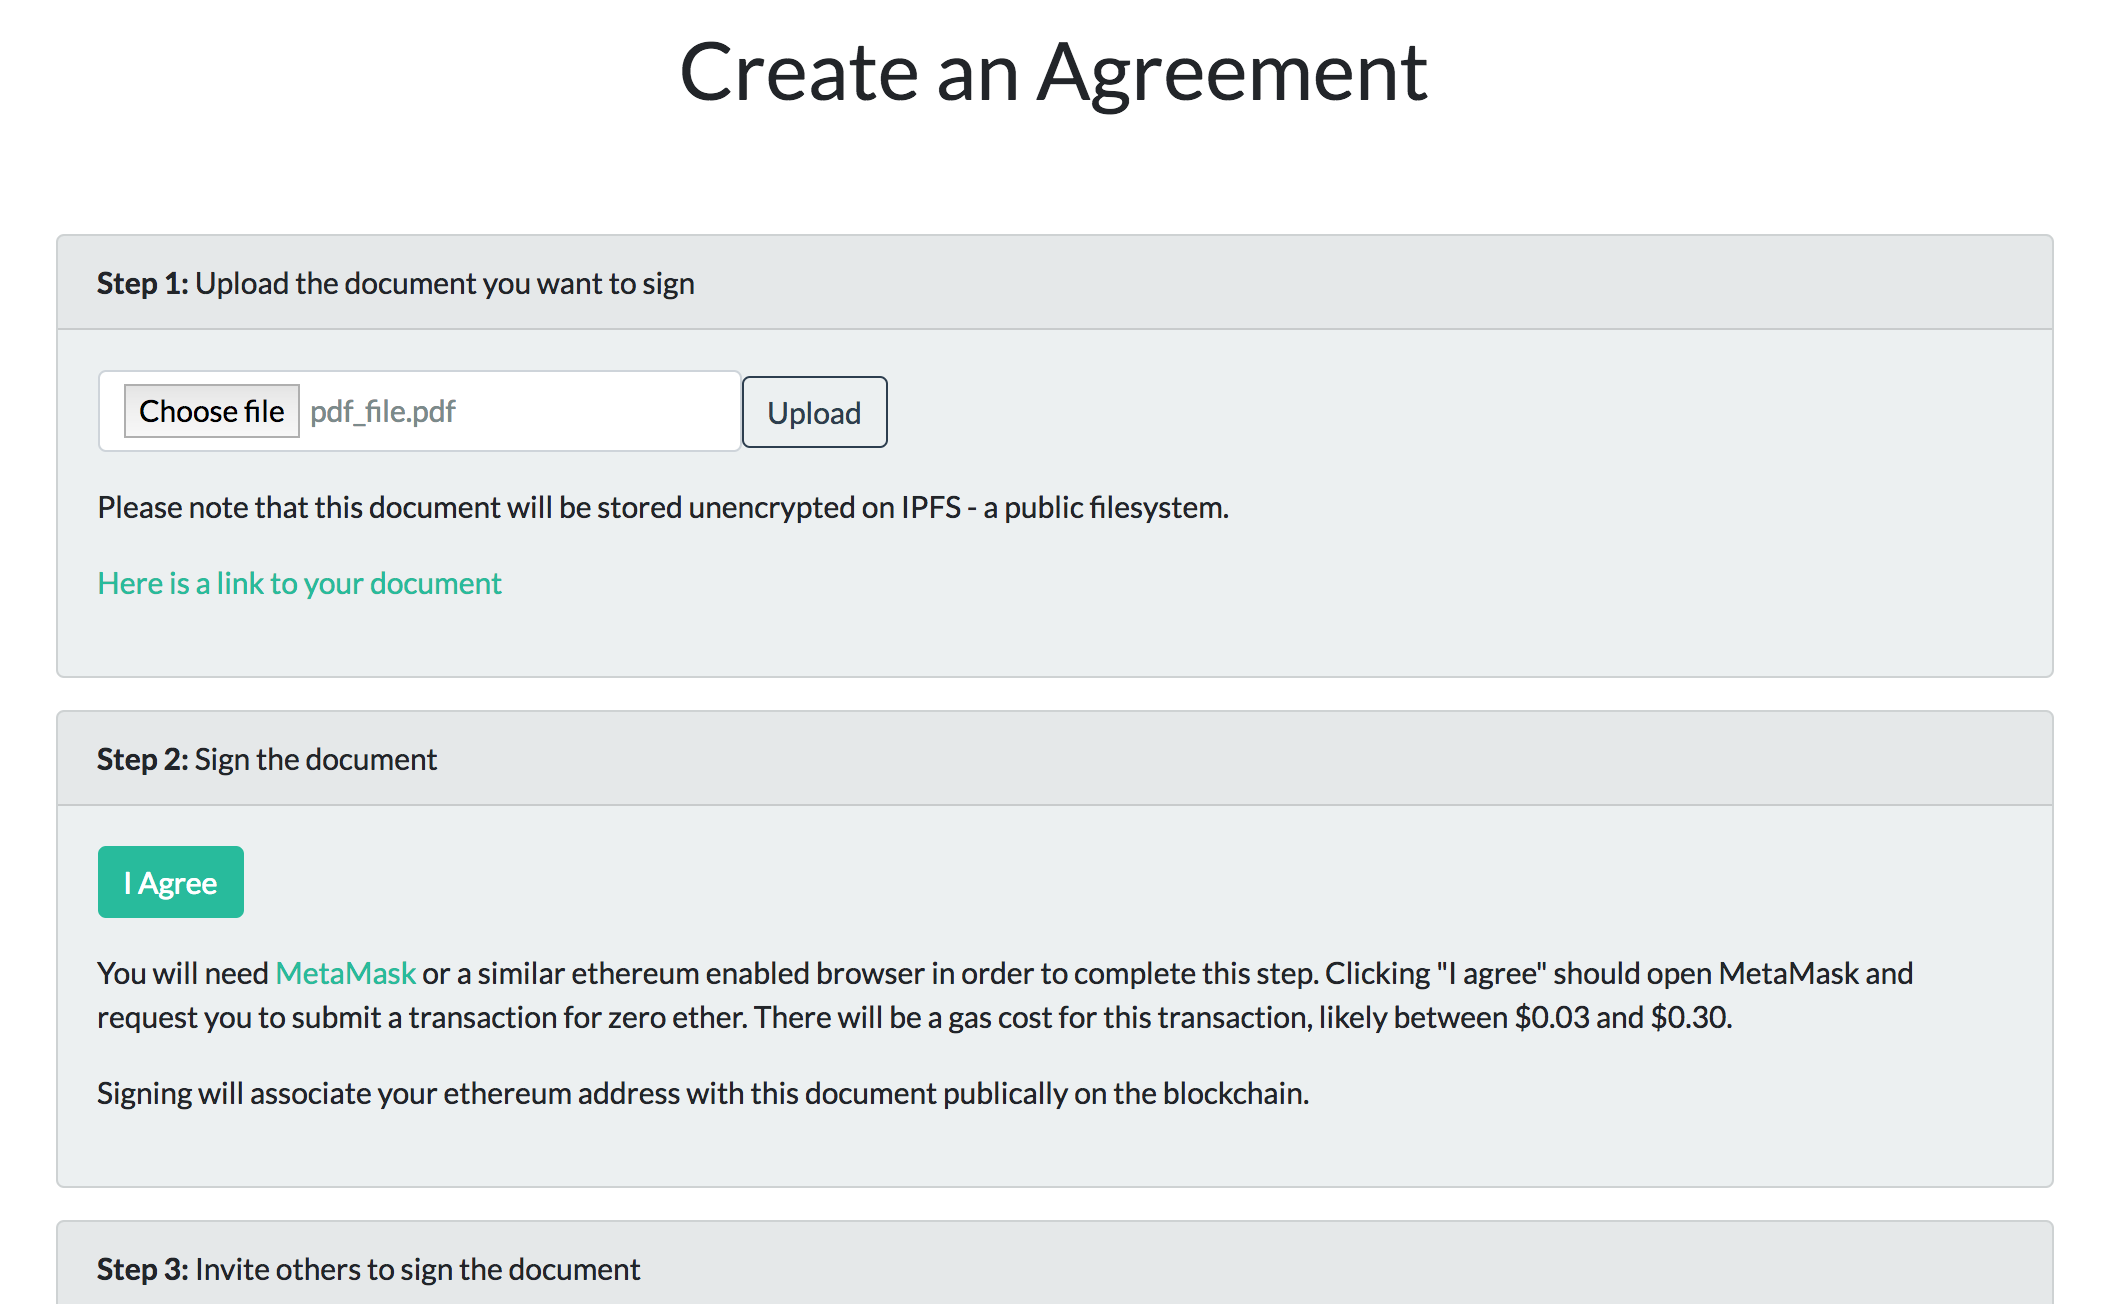 Create an Agreement
Step 1: Upload the document you want to sign
Choose file pdf_file.pdf Upload
Please note that this document will be stored unencrypted on IPFS - a public filesystem.
Here is a link to your document
Step 2: Sign the document
I Agree
You will need MetaMask or a similar ethereum enabled browser in order to complete this step. Clicking "I agree" should open MetaMask and
request you to submit a transaction for zero ether. There will be a gas cost for this transaction, likely between $0.03 and $0.30.
Signing will associate your ethereum address with this document publically on the blockchain.
Step 3: Invite others to sign the document